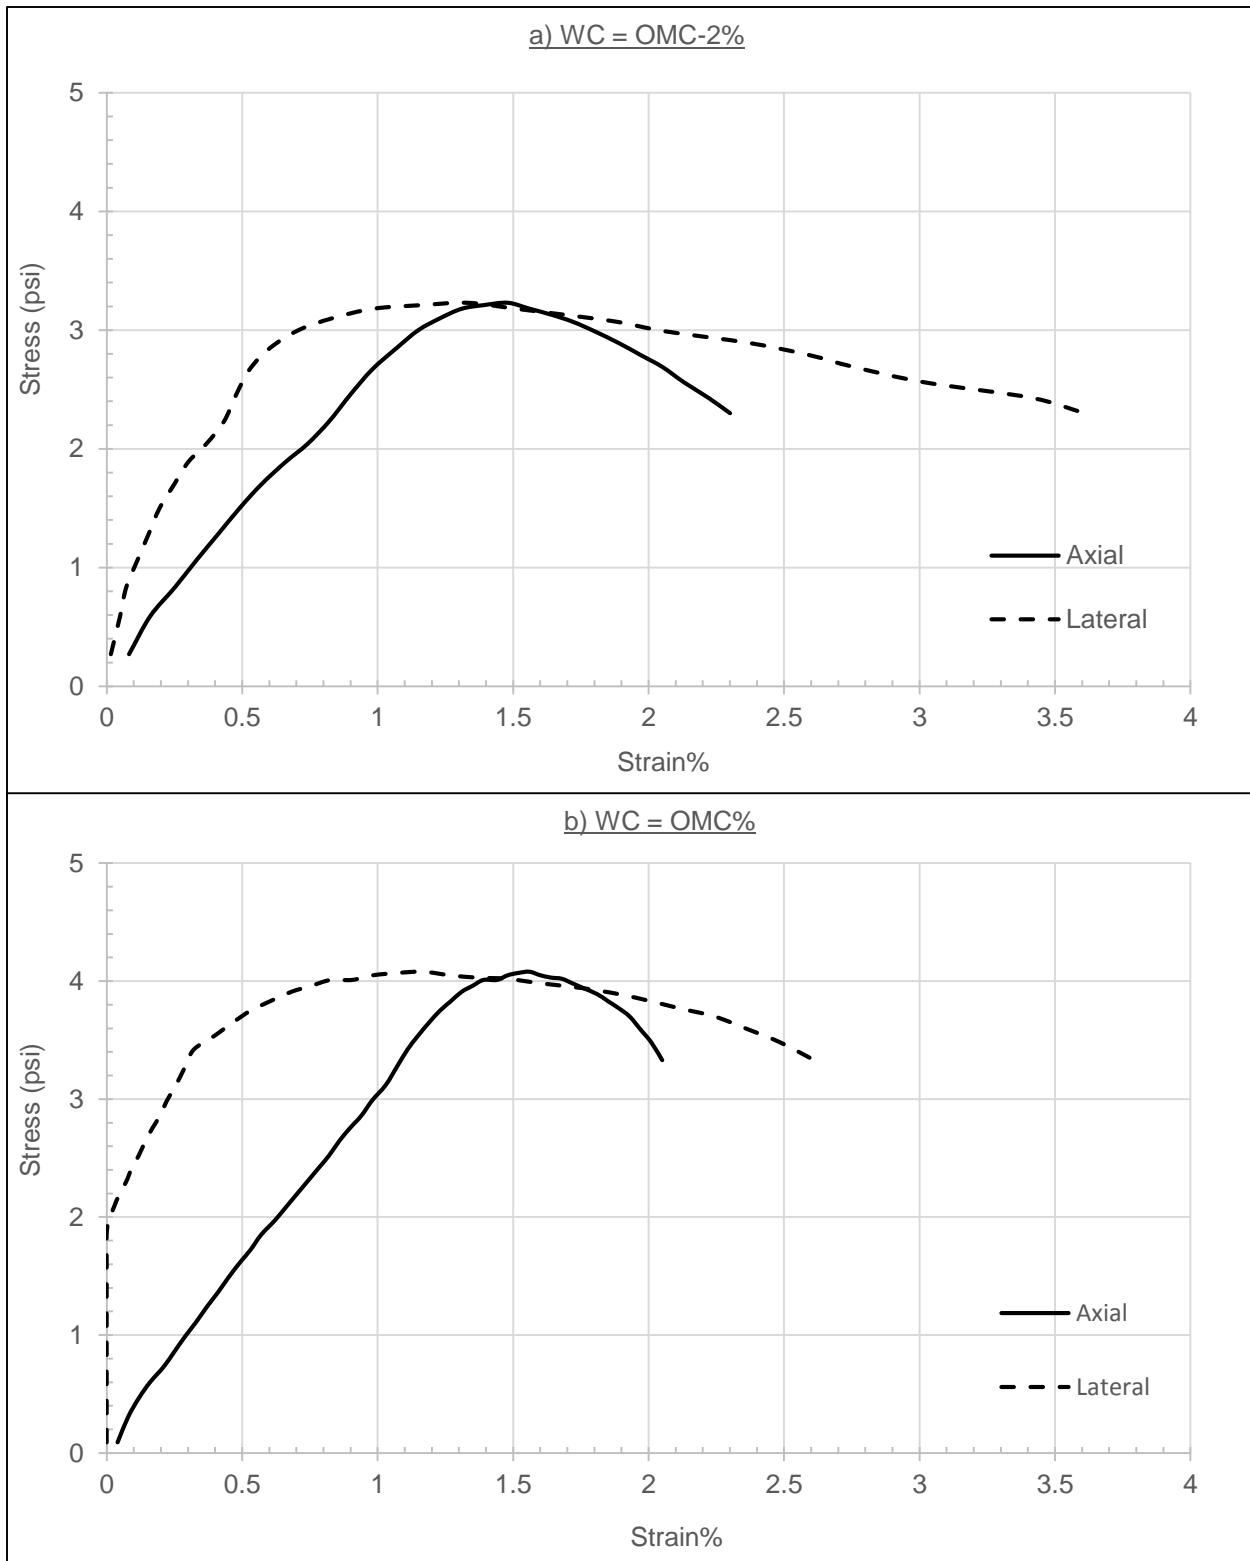 a) WC = OMC-2%
5
4
3
2
1
0
Stress (psi)
0 0.5 1 1.5 2 2.5 3 3.5 4
Strain%
Axial
Lateral
b) WC = OMC%
5
4
3
2
1
0
Stress (psi)
0 0.5 1 1.5 2 2.5 3 3.5 4
Strain%
Axial
Lateral